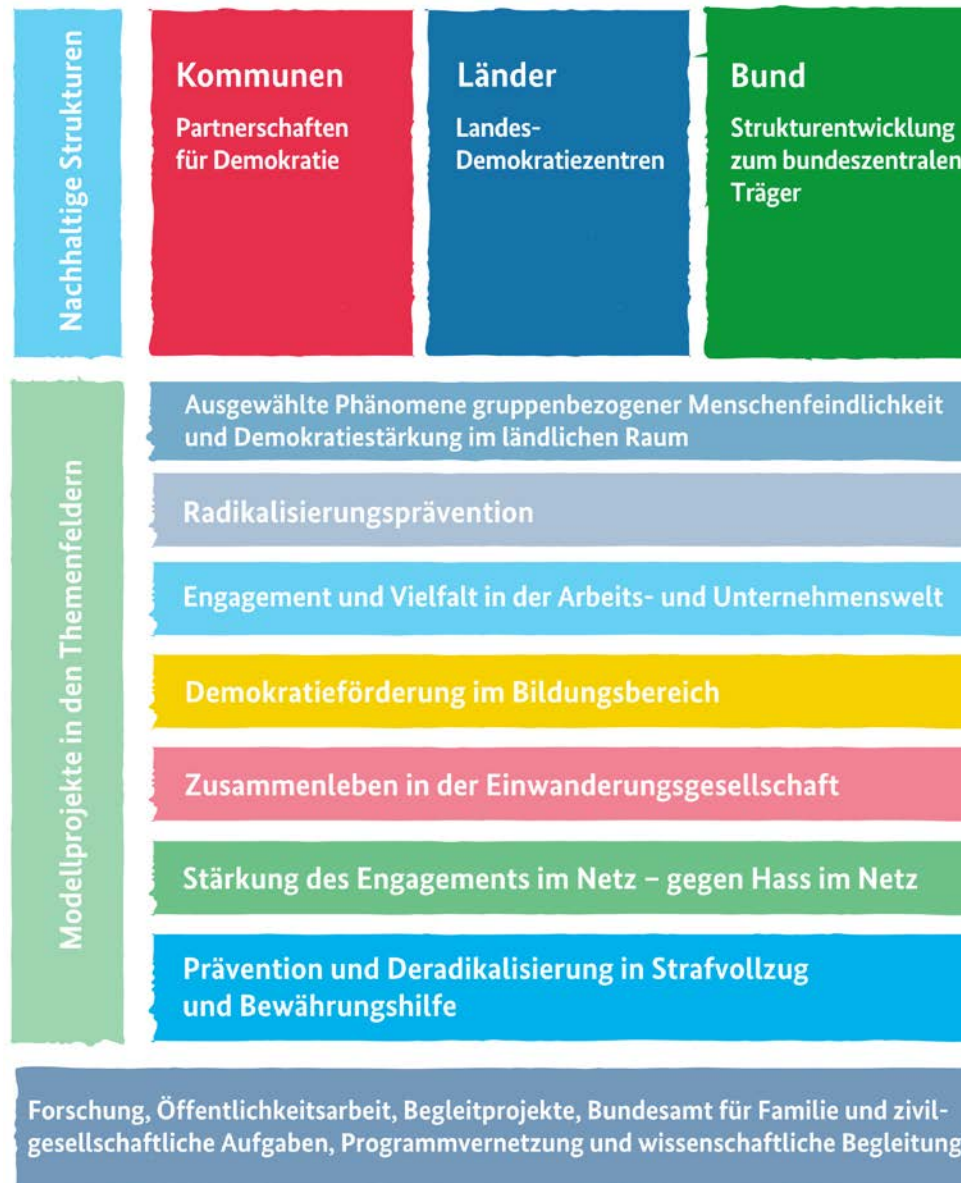 Nachhaltige Strukturen
Kommunen
Partnerschaften
für Demokratie
Länder
Landes-
Demokratiezentren
Bund
Strukturentwicklung
zum bundeszentralen
Träger
Modellprojekte in den Themenfeldern
Ausgewählte Phänomene gruppenbezogener Menschenfeindlichkeit
und Demokratiestärkung im ländlichen Raum
Radikalisierungsprävention
Engagement und Vielfalt in der Arbeits- und Unternehmenswelt
Demokratieförderung im Bildungsbereich
Zusammenleben in der Einwanderungsgesellschaft
Stärkung des Engagements im Netz – gegen Hass im Netz
Prävention und Deradikalisierung in Strafvollzug
und Bewährungshilfe
Forschung, Öffentlichkeitsarbeit, Begleitprojekte, Bundesamt für Familie und zivil-
gesellschaftliche Aufgaben, Programmvernetzung und wissenschaftliche Begleitung